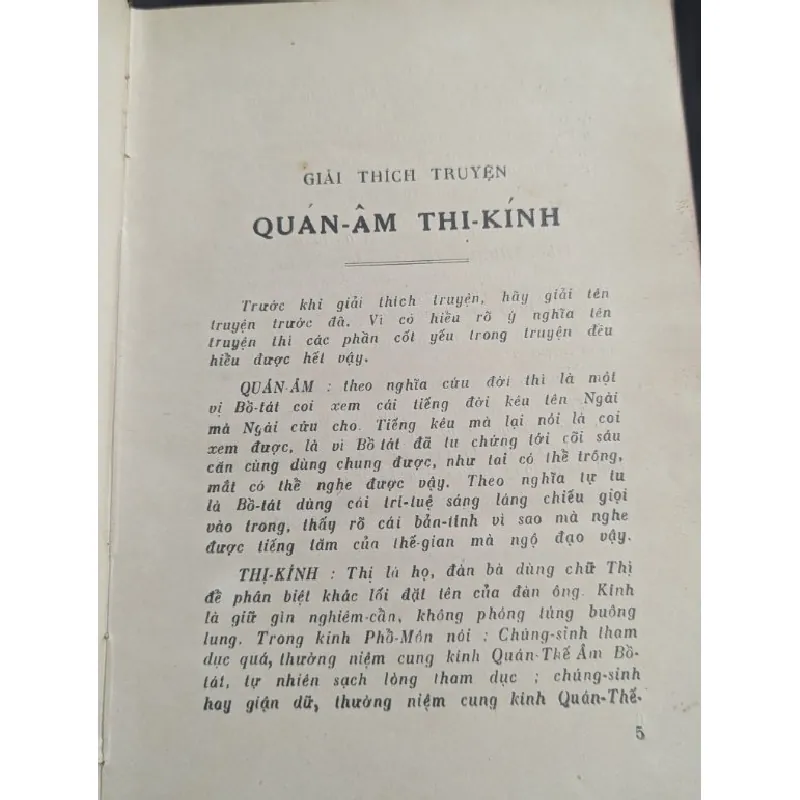 GIẢI THÍCH TRUYỆN
QUÁN-ÂM THỊ-KÍNH
Trước khi giải thích truyện, hãy giải tên
truyện trước đã. Vì có hiểu rõ ý nghĩa tên
truyện thì các phần cốt yếu trong truyện đều
hiểu được hết vậy.
QUÁN-ÂM : theo nghĩa cứu đời thì là một
vị Bồ-tát coi xem cái tiếng đời kêu tên Ngài
mà Ngài cứu cho. Tiếng kêu mà lại nói là coi
xem được, là vì Bồ-tát đã tu chứng tới cõi sáu
căn cùng dùng chung được, như tai có thể trông,
mắt có thể nghe được vậy. Theo nghĩa tự tu
là Bồ-tát dùng cái trí-tuệ sáng láng chiếu giọi
vào trong, thấy rõ cái bản-tính vì sao mà nghe
được tiếng tăm của thế-gian mà ngộ đạo vậy.
THỊ-KÍNH : Thị là họ, đàn bà dùng chữ Thị
để phân biệt khác lối đặt tên của đàn ông. Kính
là giữ gìn nghiêm-cẩn, không phóng túng buông
lung. Trong kinh Phổ-Môn nói : Chúng-sinh tham
dục quá, thường niệm cung kính Quán-Thế Âm Bồ-
tát, tự nhiên sạch lòng tham dục ; chúng-sinh
hay giận dữ, thường niệm cung kính Quán-Thế-
5